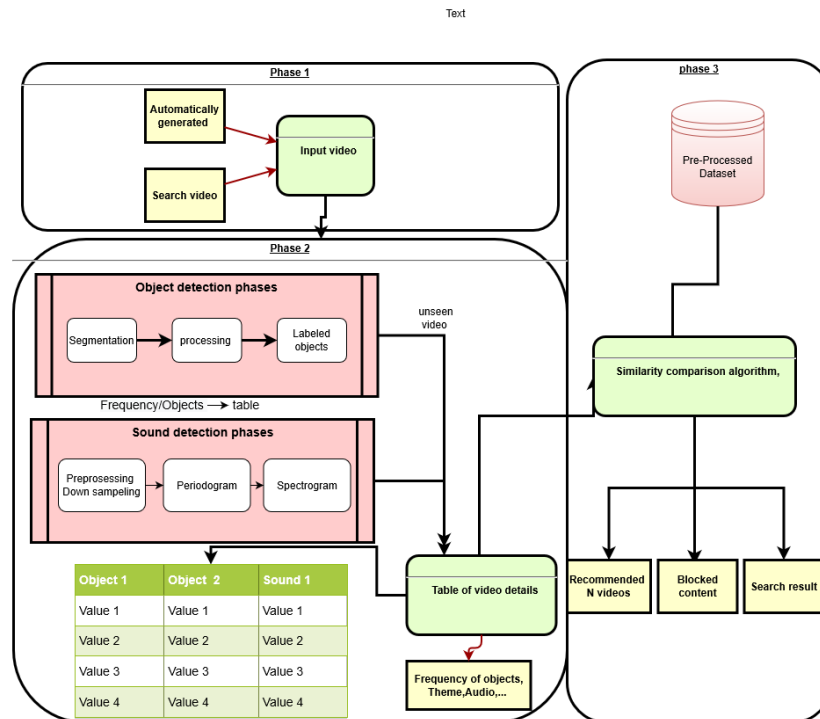 Text
Phase 1
Automatically
generated
Search video
Input video
Phase 2
Object detection phases
Segmentation
processing
Labeled
objects
unseen
video
Frequency/Objects → table
Sound detection phases
Preprosessing
Down sampeling
Periodogram
Spectrogram
Object 1 Object 2 Sound 1
Value 1 Value 1 Value 1
Value 2 Value 2 Value 2
Value 3 Value 3 Value 3
Value 4 Value 4 Value 4
Table of video details
Frequency of objects,
Theme,Audio,...
phase 3
Pre-Processed
Dataset
Similarity comparison algorithm,
Recommended
N videos
Blocked
content
Search result